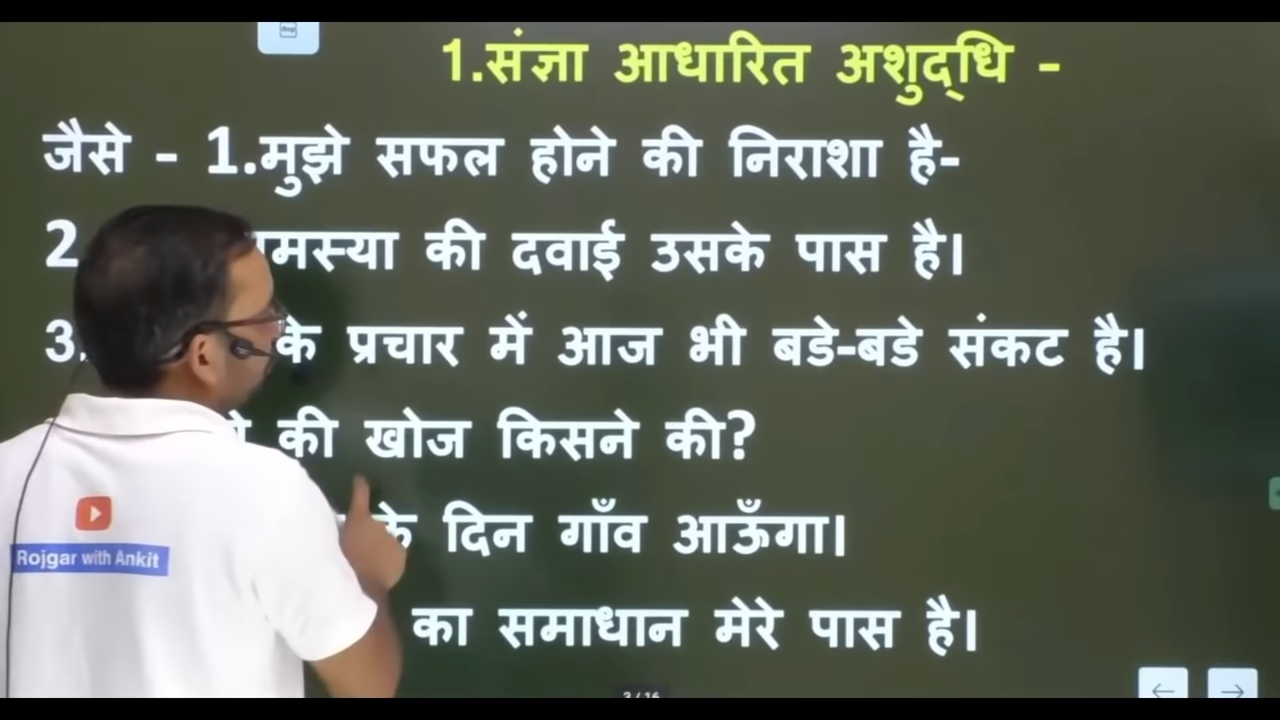 1.संज्ञा आधारित अशुद्धि -
जैसे - 1.मुझे सफल होने की निराशा है-
2 की दवाई उसके पास है।
3. के प्रचार में आज भी बडे-बडे संकट है।
की खोज किसने की?
के दिन गाँव आऊँगा।
का समाधान मेरे पास है।
Rojgar with Ankit